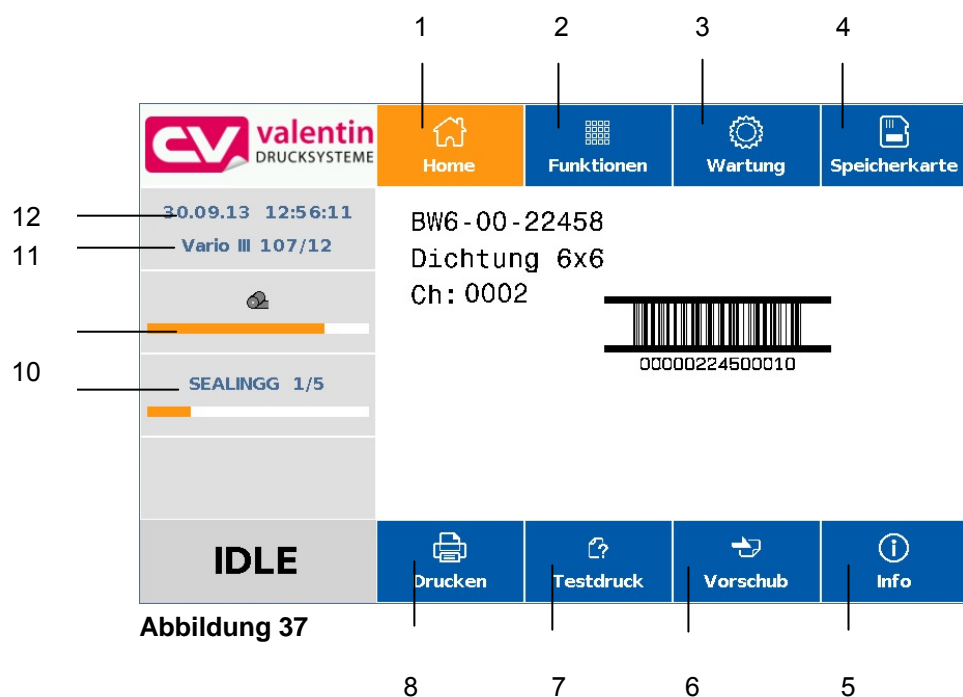 1 2 3 4
valentin
DRUCKSYSTEME
Home Funktionen Wartung Speicherkarte
12 30.09.13 12:56:11
11 Vario III 107/12
BW6-00-22458
Dichtung 6x6
Ch: 0002
00000224500010
10 SEALINGG 1/5
IDLE
Drucken Testdruck Vorschub Info
Abbildung 37
8 7 6 5